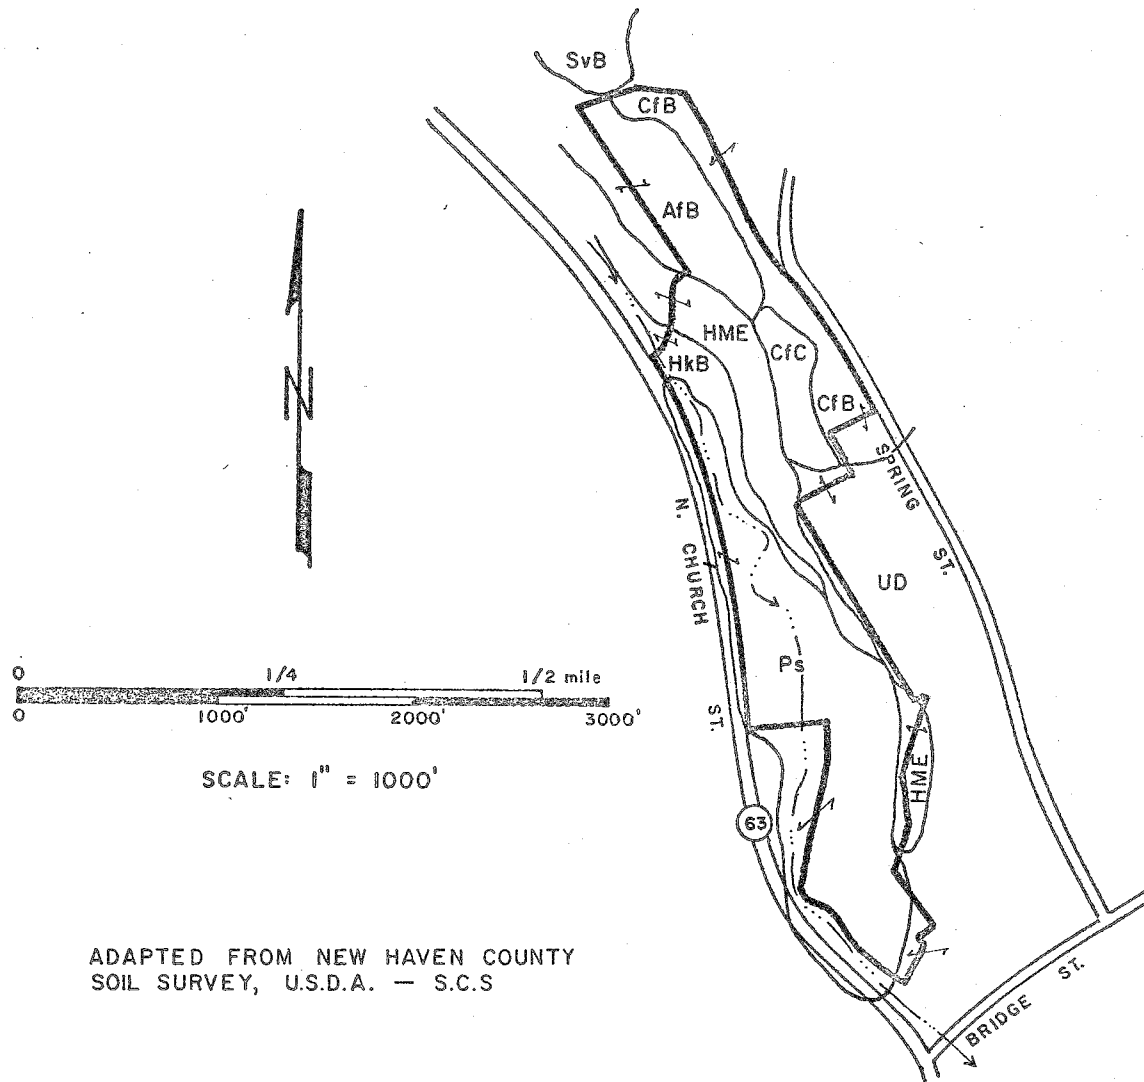 SvB
CfB
AfB
HME
HkB
CfC
CfB
SPRING ST.
N
N. CHURCH ST.
UD
Ps
0 1/4 1/2 mile
0 1000' 2000' 3000'
SCALE: 1" = 1000'
HME
63
ADAPTED FROM NEW HAVEN COUNTY
SOIL SURVEY, U.S.D.A. — S.C.S
BRIDGE ST.